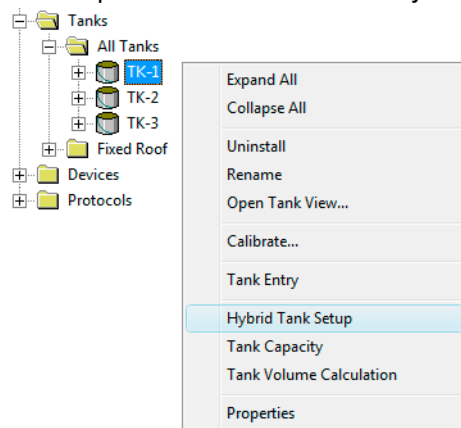 Tanks
All Tanks
TK-1
TK-2
TK-3
Fixed Roof
Devices
Protocols
Expand All
Collapse All
Uninstall
Rename
Open Tank View...
Calibrate...
Tank Entry
Hybrid Tank Setup
Tank Capacity
Tank Volume Calculation
Properties